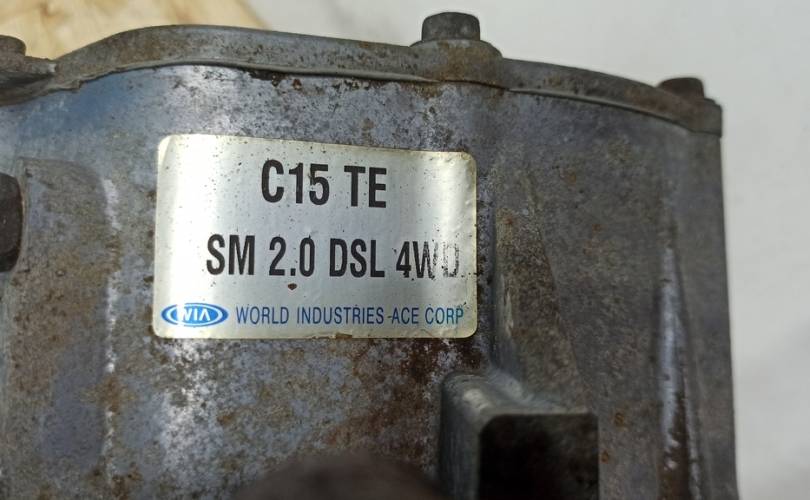 C15 TE
SM 2.0 DSL 4WD
WIA WORLD INDUSTRIES-ACE CORP